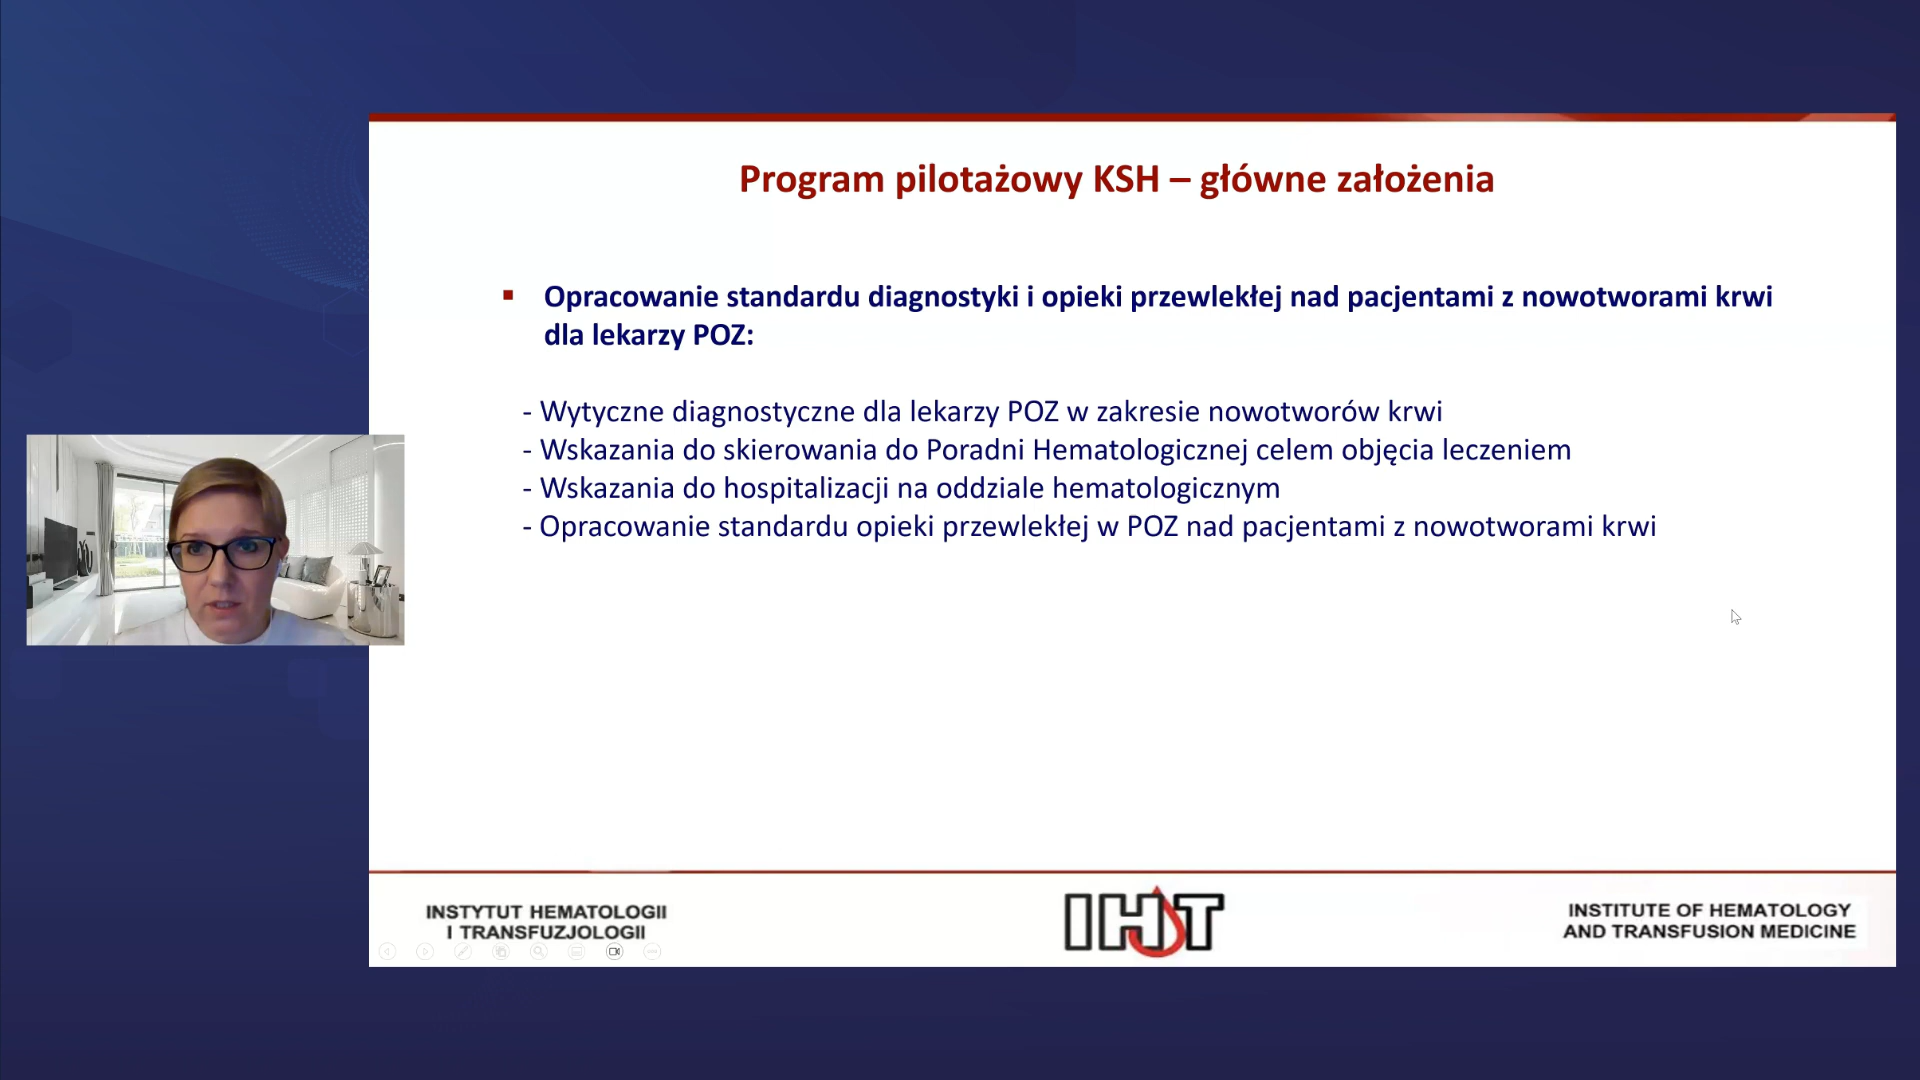 Program pilotażowy KSH – główne założenia
▪ Opracowanie standardu diagnostyki i opieki przewlekłej nad pacjentami z nowotworami krwi
dla lekarzy POZ:
- Wytyczne diagnostyczne dla lekarzy POZ w zakresie nowotworów krwi
- Wskazania do skierowania do Poradni Hematologicznej celem objęcia leczeniem
- Wskazania do hospitalizacji na oddziale hematologicznym
- Opracowanie standardu opieki przewlekłej w POZ nad pacjentami z nowotworami krwi
INSTYTUT HEMATOLOGII
I TRANSFUZJOLOGII
IHIT
INSTITUTE OF HEMATOLOGY
AND TRANSFUSION MEDICINE